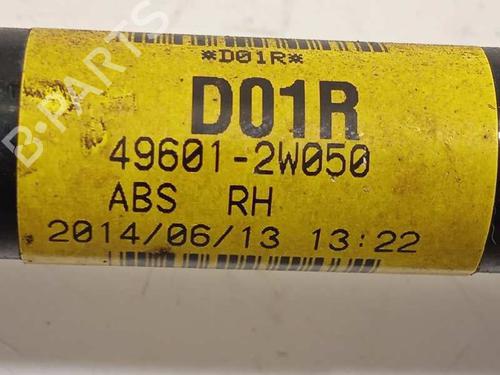 *D01R*
D01R
49601-2W050
ABS RH
2014/06/13 13:22
B-PARTS